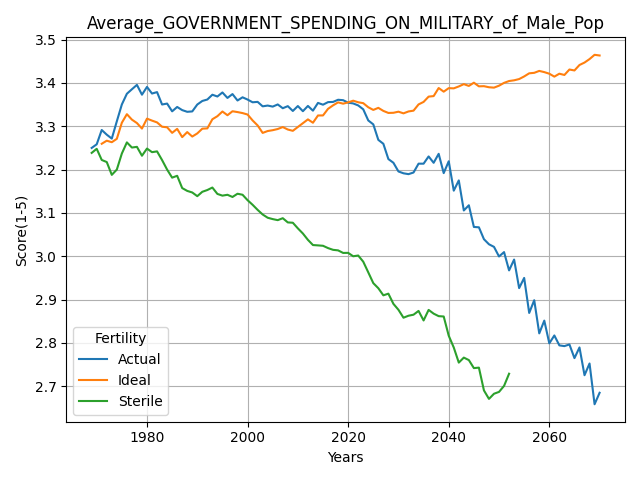 Average_GOVERNMENT_SPENDING_ON_MILITARY_of_Male_Pop
3.5
3.4
3.3
3.2
3.1
3.0
2.9
2.8
2.7
Score(1-5)
Fertility
Actual
Ideal
Sterile
1980 2000 2020 2040 2060
Years